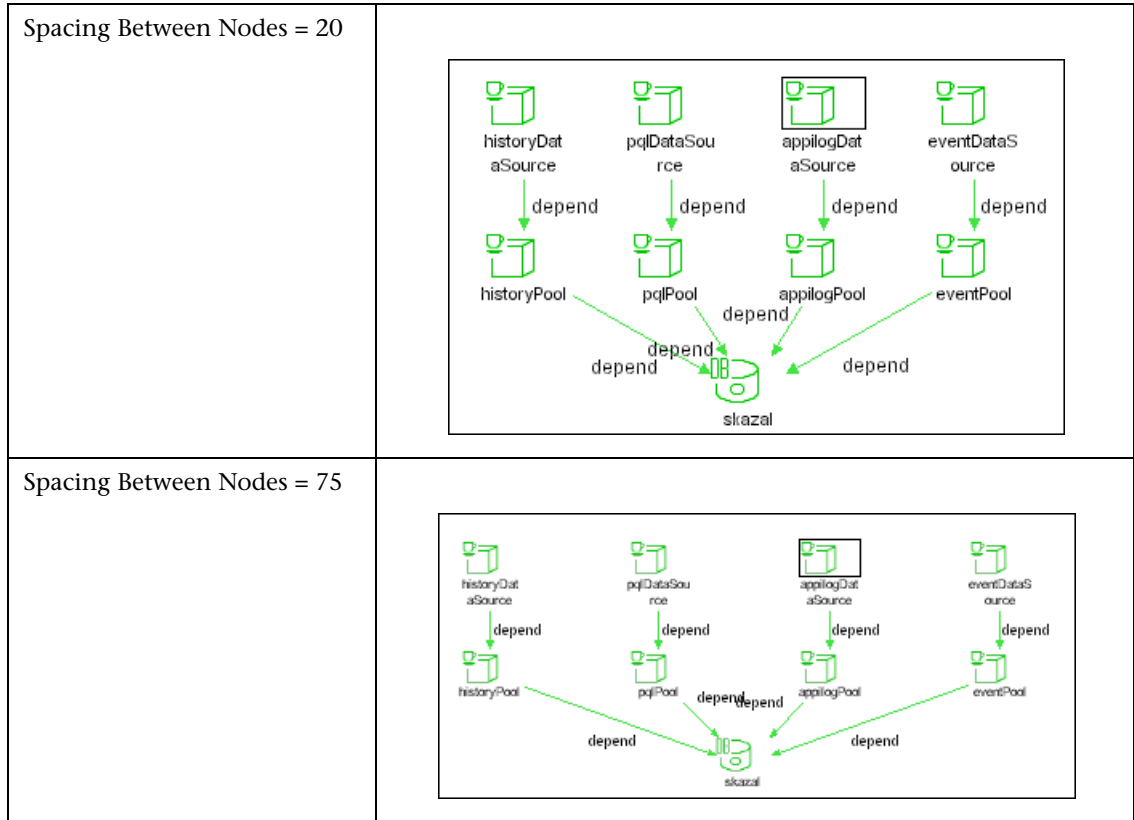 Spacing Between Nodes = 20
historyDat pqlDataSou appilogDat eventDataS
aSource rce aSource ource
depend depend depend depend
historyPool pqlPool appilogPool eventPool
depend
depend
depend depend
skazal
Spacing Between Nodes = 75
historyDat pqlDataSou appilogDat eventDataS
aSource rce aSource ource
depend depend depend depend
historyPool pqlPool appilogPool eventPool
depend depend
depend depend
skazal